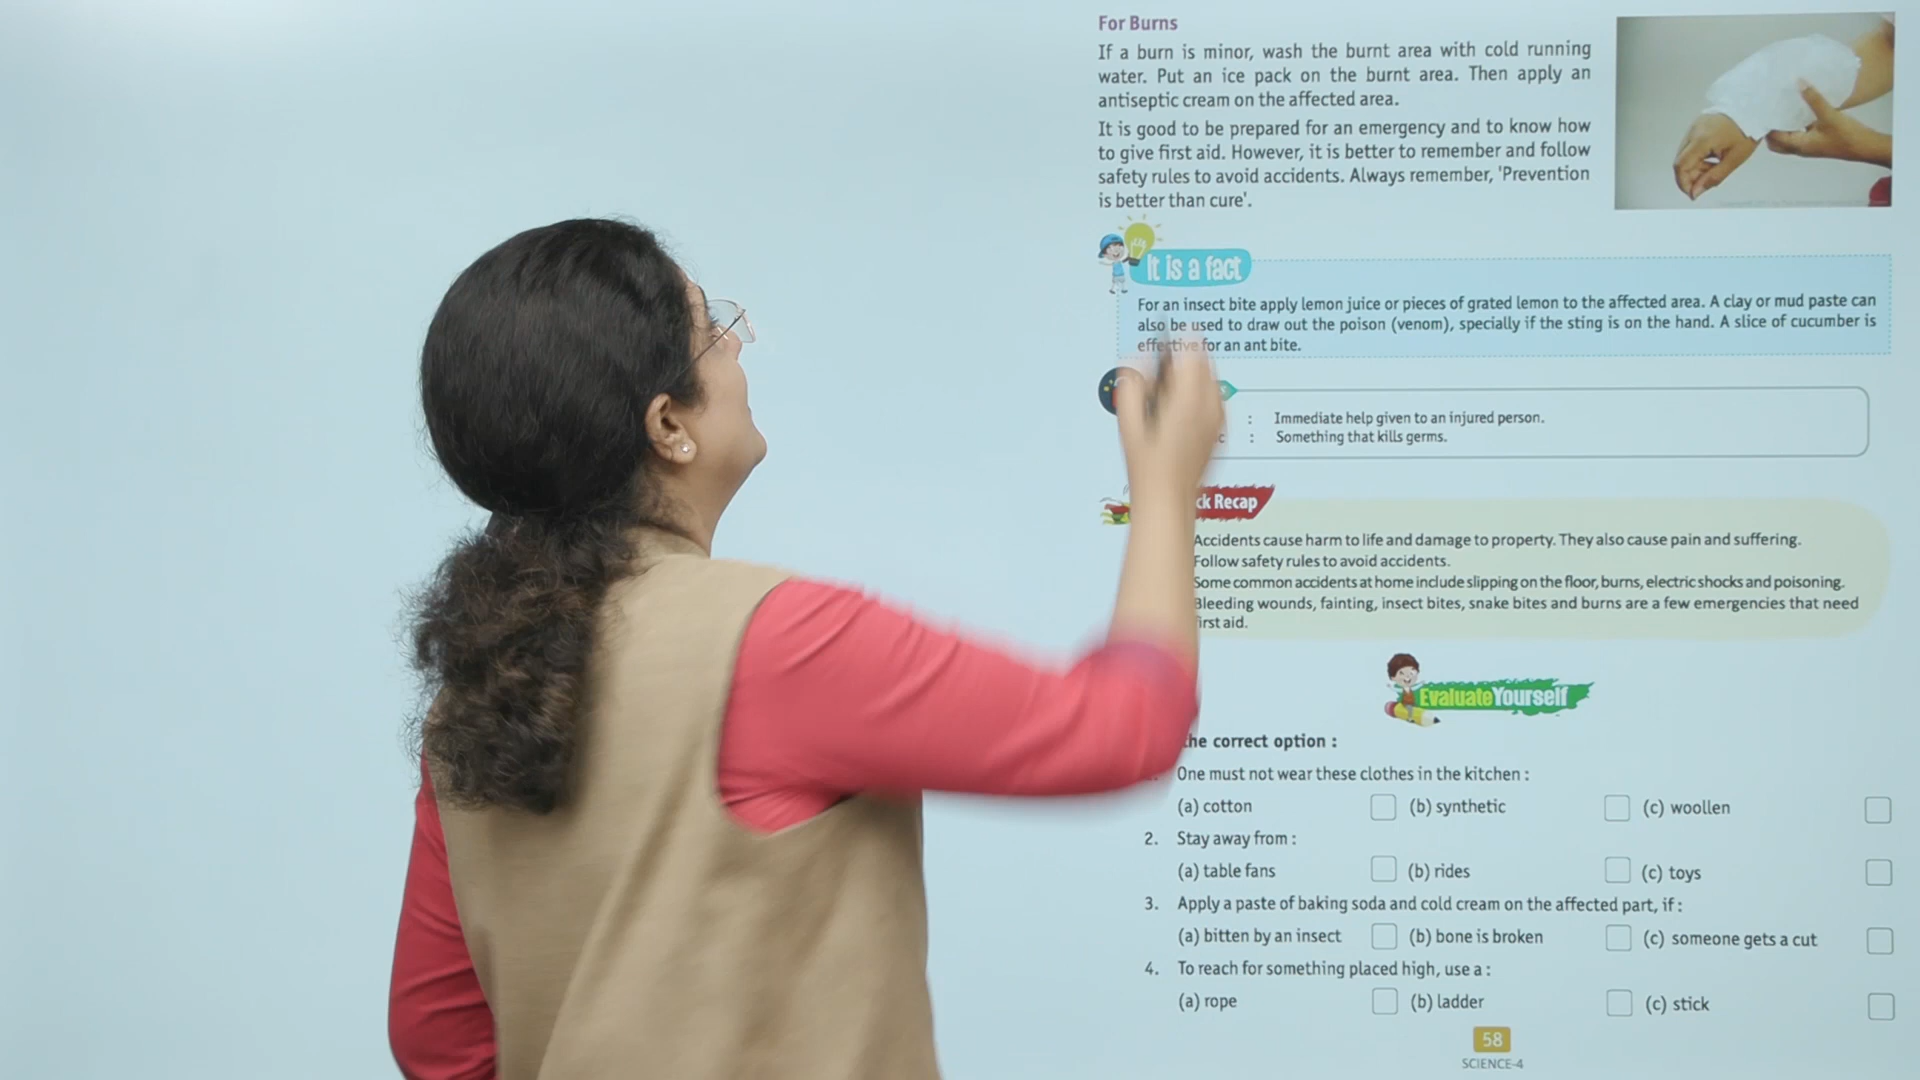 For Burns
If a burn is minor, wash the burnt area with cold running
water. Put an ice pack on the burnt area. Then apply an
antiseptic cream on the affected area.
It is good to be prepared for an emergency and to know how
to give first aid. However, it is better to remember and follow
safety rules to avoid accidents. Always remember, 'Prevention
is better than cure'.
It is a fact
For an insect bite apply lemon juice or pieces of grated lemon to the affected area. A clay or mud paste can
also be used to draw out the poison (venom), specially if the sting is on the hand. A slice of cucumber is
effective for an ant bite.
: Immediate help given to an injured person.
c : Something that kills germs.
ck Recap
Accidents cause harm to life and damage to property. They also cause pain and suffering.
Follow safety rules to avoid accidents.
Some common accidents at home include slipping on the floor, burns, electric shocks and poisoning.
Bleeding wounds, fainting, insect bites, snake bites and burns are a few emergencies that need
irst aid.
Evaluate Yourself
the correct option :
One must not wear these clothes in the kitchen :
(a) cotton (b) synthetic (c) woollen
2. Stay away from :
(a) table fans (b) rides (c) toys
3. Apply a paste of baking soda and cold cream on the affected part, if :
(a) bitten by an insect (b) bone is broken (c) someone gets a cut
4. To reach for something placed high, use a :
(a) rope (b) ladder (c) stick
58
SCIENCE-4